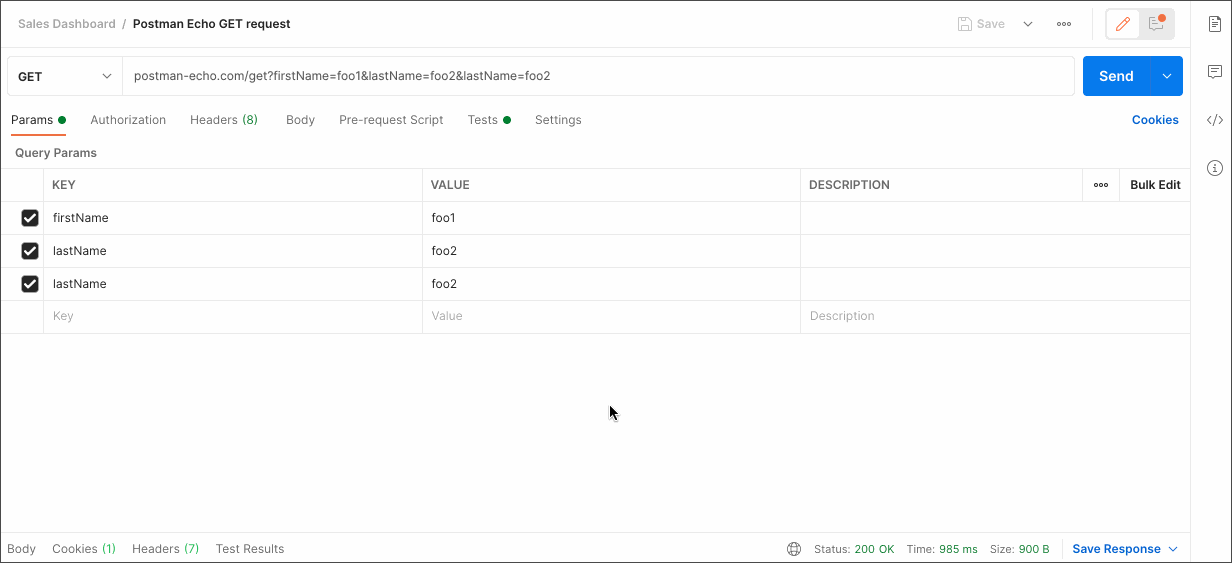 Sales Dashboard / Postman Echo GET request
Save
GET
postman-echo.com/get?firstName=foo1&lastName=foo2&lastName=foo2
Send
Params Authorization Headers (8) Body Pre-request Script Tests Settings Cookies
Query Params
KEY VALUE DESCRIPTION Bulk Edit
firstName foo1
lastName foo2
lastName foo2
Key Value Description
Body Cookies (1) Headers (7) Test Results Status: 200 OK Time: 985 ms Size: 900 B Save Response